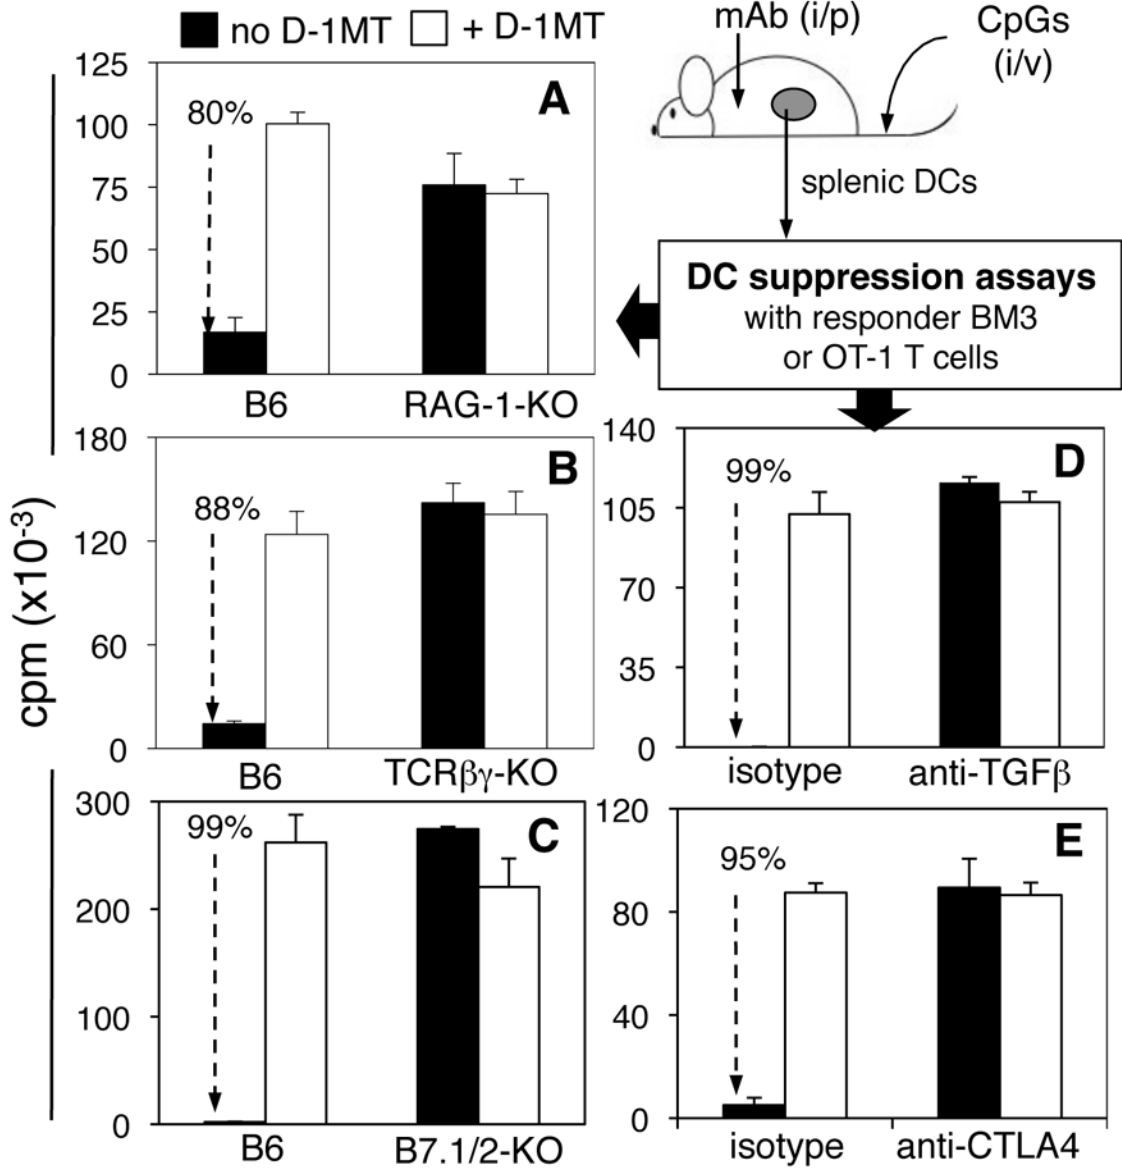 no D-1MT + D-1MT
mAb (i/p)
CpGs
(i/v)
splenic DCs
DC suppression assays
with responder BM3
or OT-1 T cells
cpm (x10-3)
A
125
100
75
50
25
0
80%
B6 RAG-1-KO
B
180
120
60
0
88%
B6 TCRβγ-KO
C
300
200
100
0
99%
B6 B7.1/2-KO
D
140
105
70
35
0
99%
isotype anti-TGFβ
E
120
80
40
0
95%
isotype anti-CTLA4